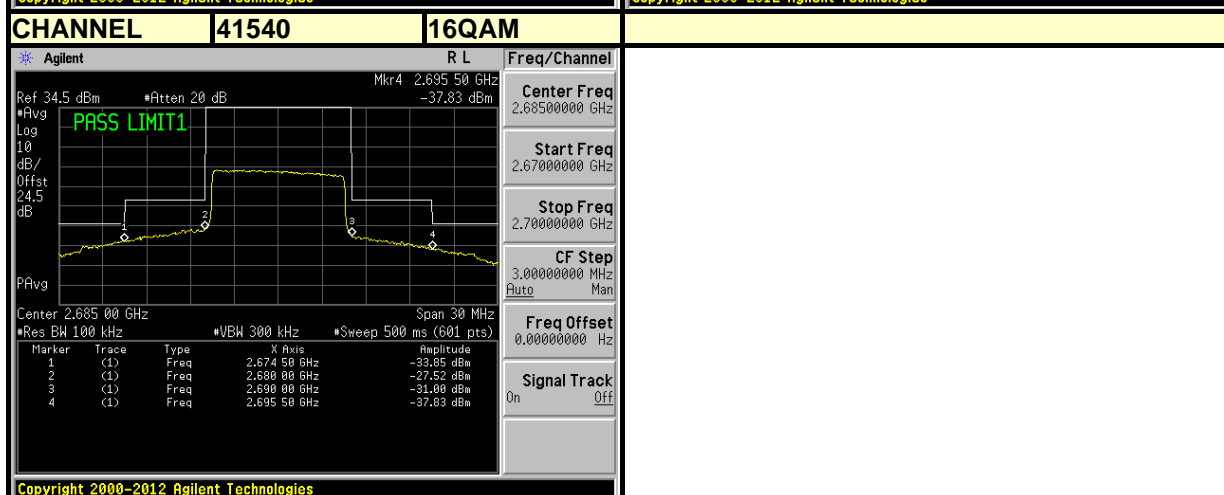 CHANNEL 41540 16QAM
Agilent R L Freq/Channel
Mkr4 2.695 50 GHz
Ref 34.5 dBm #Atten 20 dB -37.83 dBm
#Avg
Log
10
dB/
Offst
24.5
dB
PAvg
PASS LIMIT1
1
2
3
4
Center 2.685 00 GHz Span 30 MHz
#Res BW 100 kHz #VBW 300 kHz #Sweep 500 ms (601 pts)
Marker Trace Type X Axis Amplitude
1 (1) Freq 2.674 50 GHz -33.85 dBm
2 (1) Freq 2.680 00 GHz -27.52 dBm
3 (1) Freq 2.690 00 GHz -31.00 dBm
4 (1) Freq 2.695 50 GHz -37.83 dBm
Center Freq
2.68500000 GHz
Start Freq
2.67000000 GHz
Stop Freq
2.70000000 GHz
CF Step
3.00000000 MHz
Auto Man
Freq Offset
0.00000000 Hz
Signal Track
On Off
Copyright 2000-2012 Agilent Technologies